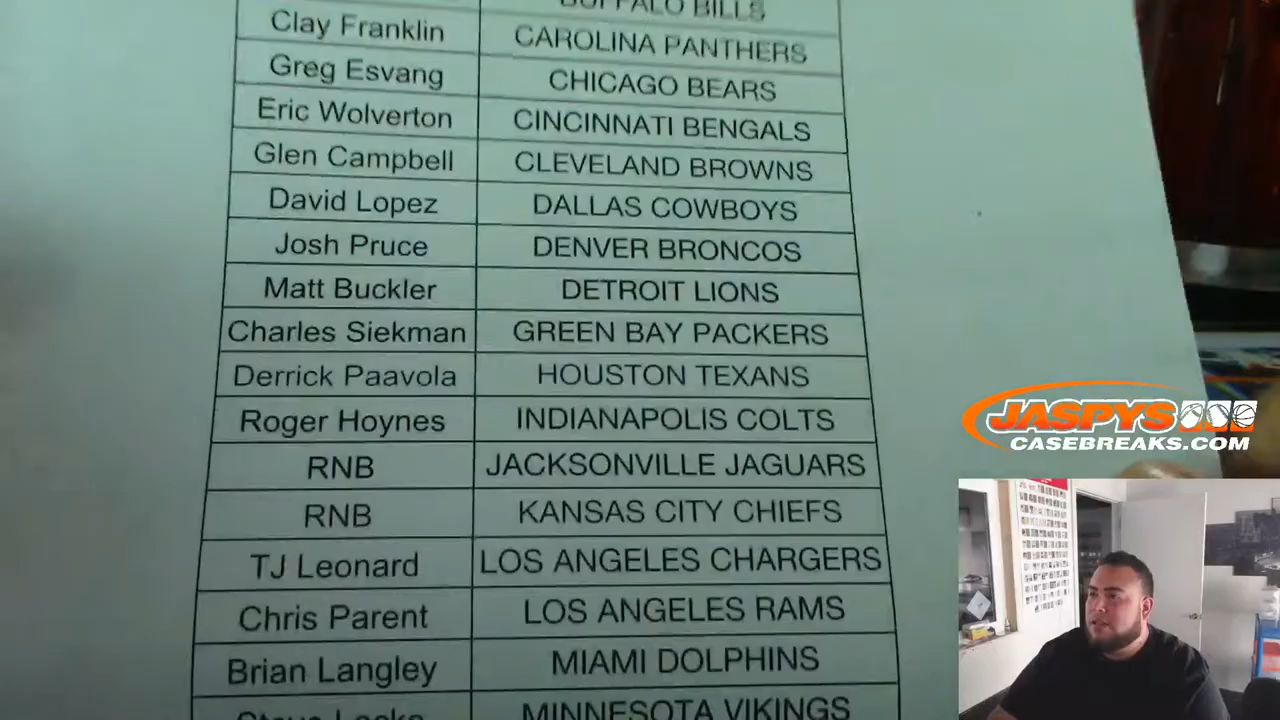 BUFFALO BILLS
Clay Franklin CAROLINA PANTHERS
Greg Esvang CHICAGO BEARS
Eric Wolverton CINCINNATI BENGALS
Glen Campbell CLEVELAND BROWNS
David Lopez DALLAS COWBOYS
Josh Pruce DENVER BRONCOS
Matt Buckler DETROIT LIONS
Charles Siekman GREEN BAY PACKERS
Derrick Paavola HOUSTON TEXANS
Roger Hoynes INDIANAPOLIS COLTS
RNB JACKSONVILLE JAGUARS
RNB KANSAS CITY CHIEFS
TJ Leonard LOS ANGELES CHARGERS
Chris Parent LOS ANGELES RAMS
Brian Langley MIAMI DOLPHINS
MINNESOTA VIKINGS
JASPYS
CASEBREAKS.COM